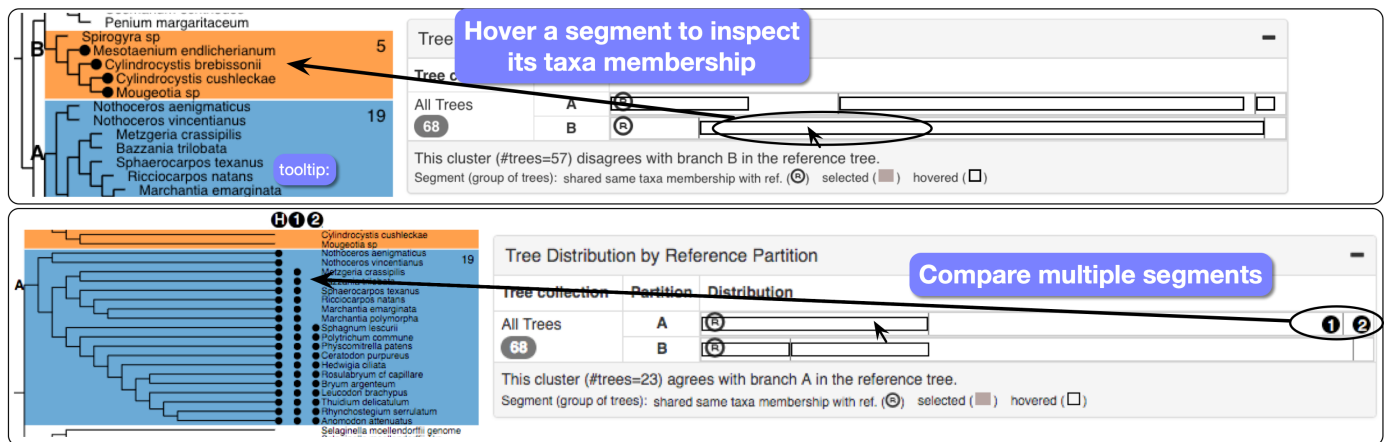 Penium margaritaceum
B
Spirogyra sp
5
Mesotaenium endlicherianum
Cylindrocystis brebissonii
Cylindrocystis cushleckae
Mougeotia sp
A
Nothoceros aenigmaticus
19
Nothoceros vincentianus
Metzgeria crassipilis
Bazzania trilobata
Sphaerocarpos texanus
Ricciocarpos natans
Marchantia emarginata
tooltip:
Hover a segment to inspect
its taxa membership
Tree
Tree c
All Trees
68
A
R
B
R
This cluster (#trees=57) disagrees with branch B in the reference tree.
Segment (group of trees): shared same taxa membership with ref. (R) selected ( ) hovered ( )
H 1 2
Cylindrocystis cushleckae
Mougeotia sp
A
Nothoceros aenigmaticus
19
Nothoceros vincentianus
Metzgeria crassipilis
Bazzania trilobata
Sphaerocarpos texanus
Ricciocarpos natans
Marchantia emarginata
Marchantia polymorpha
Sphagnum lescurii
Polytrichum commune
Physcomitrella patens
Ceratodon purpureus
Hedwigia ciliata
Rosulabryum cf capillare
Bryum argenteum
Leucodon brachypus
Thuidium delicatulum
Rhynchostegium serrulatum
Anomodon attenuatus
Selaginella moellendorffii genome
Tree Distribution by Reference Partition
Compare multiple segments
Tree collection Partition Distribution
All Trees
68
A
R
1 2
B
R
This cluster (#trees=23) agrees with branch A in the reference tree.
Segment (group of trees): shared same taxa membership with ref. (R) selected ( ) hovered ( )